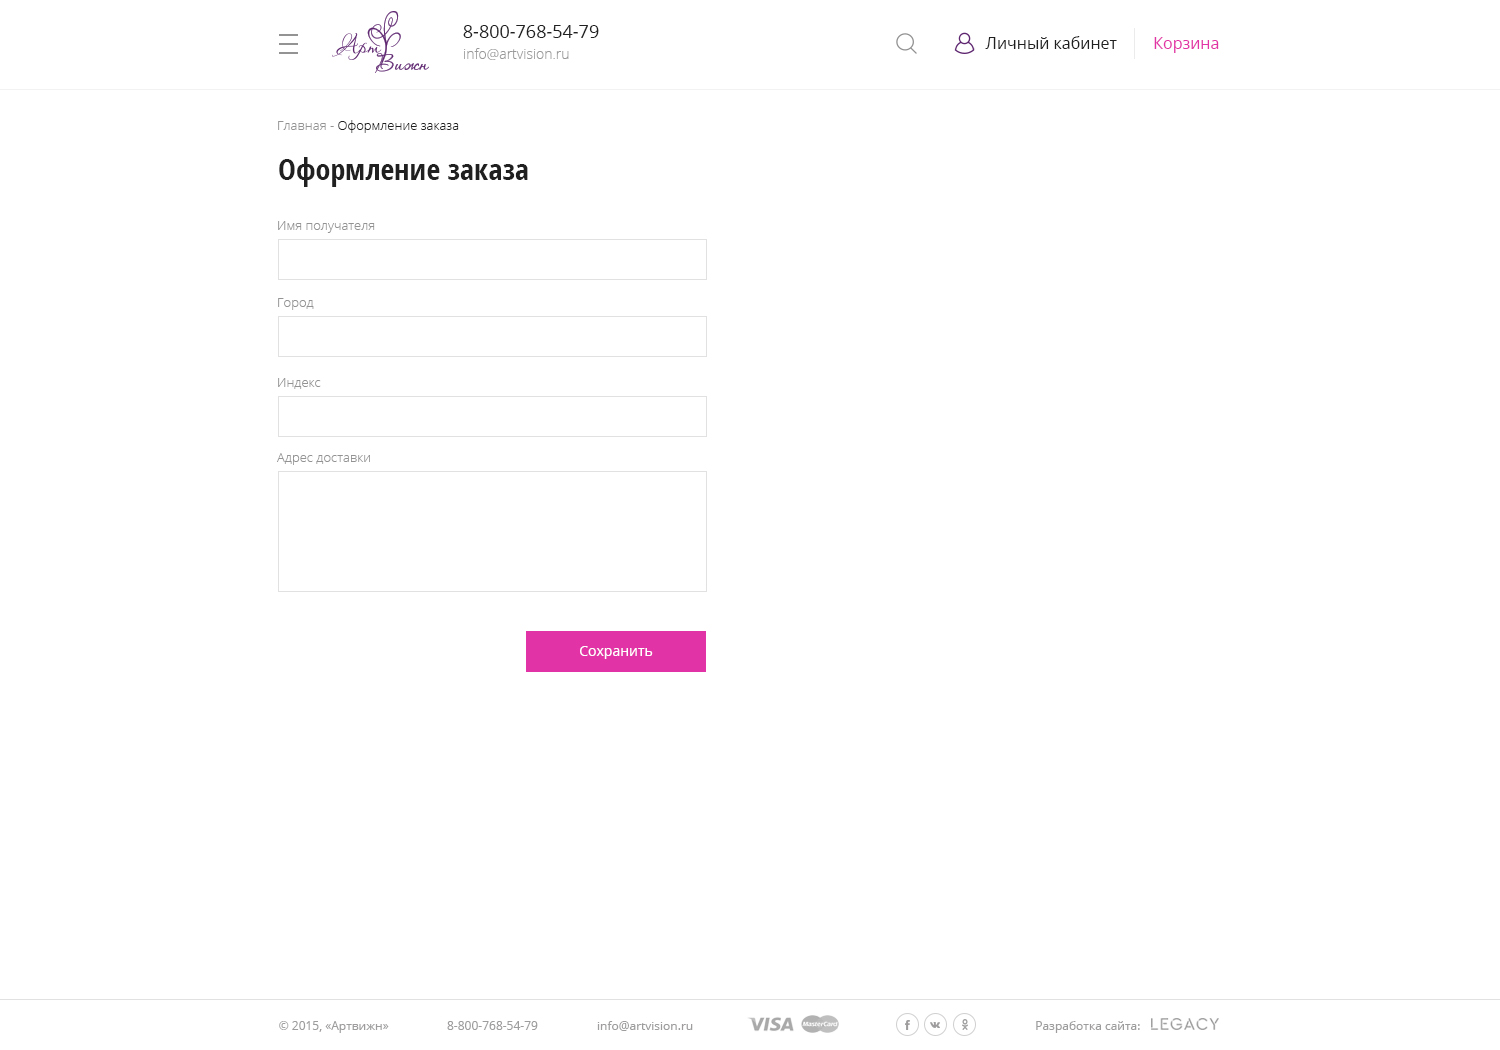 Арт
Вижн
8-800-768-54-79
info@artvision.ru
Личный кабинет
Корзина
Главная - Оформление заказа
Оформление заказа
Имя получателя
Город
Индекс
Адрес доставки
Сохранить
© 2015, «Артвижн»
8-800-768-54-79
info@artvision.ru
VISA
MasterCard
Разработка сайта: LEGACY